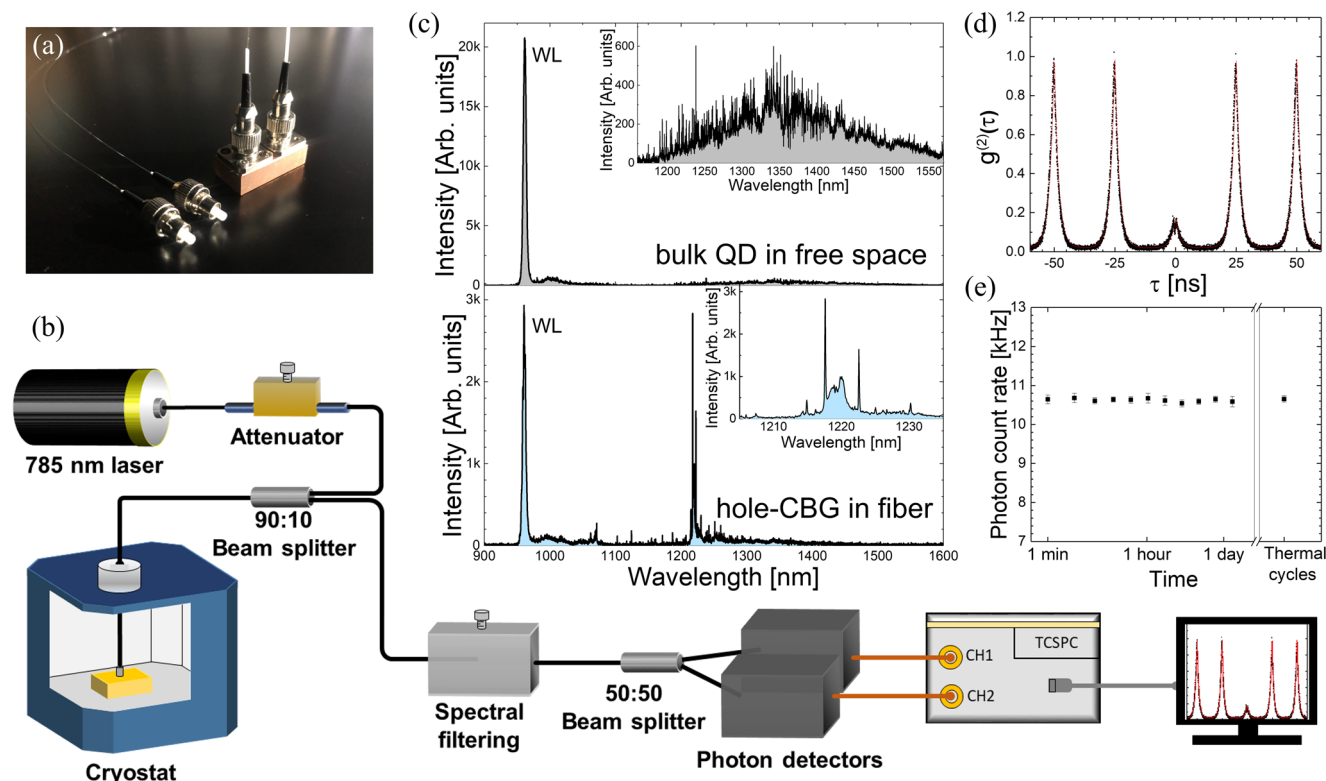 (a)
(b)
785 nm laser
Attenuator
90:10
Beam splitter
Cryostat
Spectral
filtering
50:50
Beam splitter
Photon detectors
CH1
CH2
TCSPC
(c)
Intensity [Arb. units]
20k
15k
10k
5k
0
WL
bulk QD in free space
Intensity [Arb. units]
600
500
400
300
200
100
0
1200 1250 1300 1350 1400 1450 1500 1550
Wavelength [nm]
Intensity [Arb. units]
3k
2k
1k
0
WL
hole-CBG in fiber
Intensity [Arb. units]
3k
2k
1k
0
1210 1220 1230
Wavelength [nm]
900 1000 1100 1200 1300 1400 1500 1600
Wavelength [nm]
(d)
g(2)(τ)
1.2
1.0
0.8
0.6
0.4
0.2
0.0
-50 -25 0 25 50
τ [ns]
(e)
Photon count rate [kHz]
13
12
11
10
9
8
7
1 min 1 hour 1 day Thermal
cycles
Time